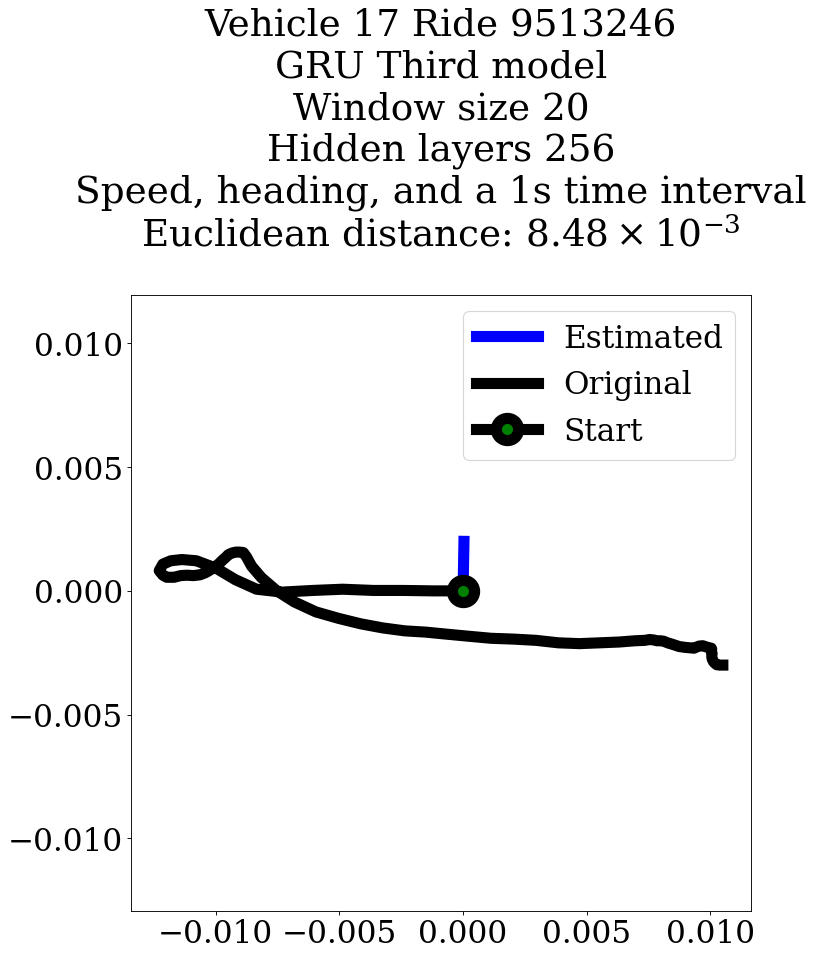 Vehicle 17 Ride 9513246
GRU Third model
Window size 20
Hidden layers 256
Speed, heading, and a 1s time interval
Euclidean distance: 8.48 × 10⁻³
Estimated
Original
Start
0.010
0.005
0.000
−0.005
−0.010
−0.010 −0.005 0.000 0.005 0.010